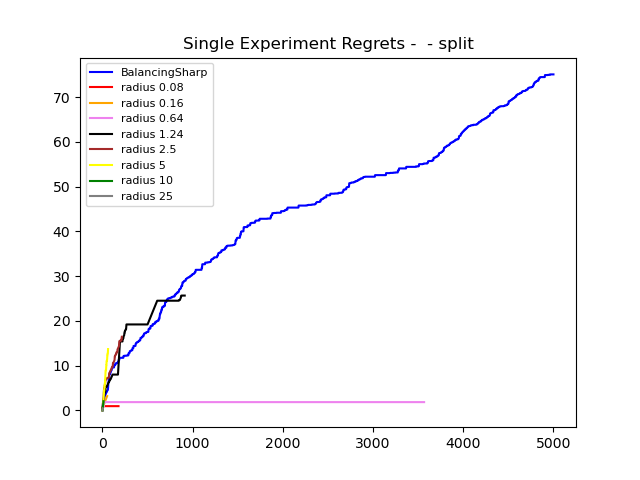 Single Experiment Regrets -  - split
BalancingSharp
radius 0.08
radius 0.16
radius 0.64
radius 1.24
radius 2.5
radius 5
radius 10
radius 25
70
60
50
40
30
20
10
0
0 1000 2000 3000 4000 5000